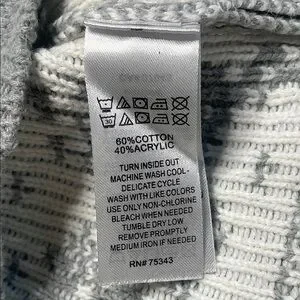 60%COTTON
40%ACRYLIC
TURN INSIDE OUT
MACHINE WASH COOL-
DELICATE CYCLE
WASH WITH LIKE COLORS
USE ONLY NON-CHLORINE
BLEACH WHEN NEEDED
TUMBLE DRY LOW
REMOVE PROMPTLY
MEDIUM IRON IF NEEDED
RN# 75343